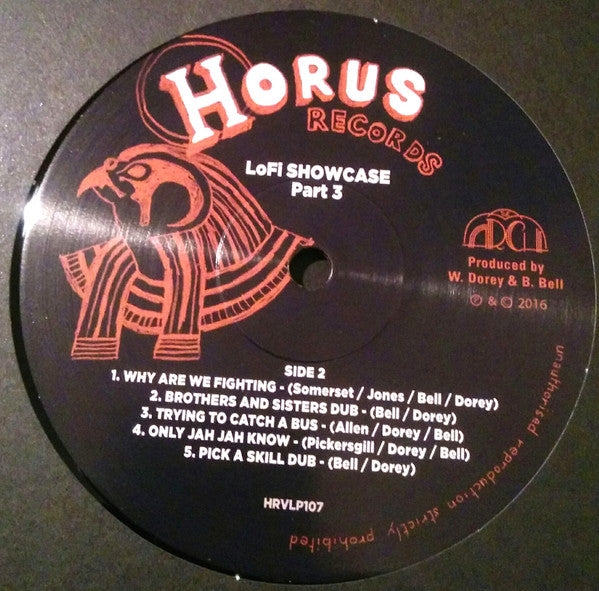 HORUS
RECORDS
LoFi SHOWCASE
Part 3
Produced by
W. Dorey & B. Bell
℗ & © 2016
SIDE 2
1. WHY ARE WE FIGHTING - (Somerset / Jones / Bell / Dorey)
2. BROTHERS AND SISTERS DUB - (Bell / Dorey)
3. TRYING TO CATCH A BUS - (Allen / Dorey / Bell)
4. ONLY JAH JAH KNOW - (Pickersgill / Dorey / Bell)
5. PICK A SKILL DUB - (Bell / Dorey)
HRVLP107
unauthorised reproduction strictly prohibited